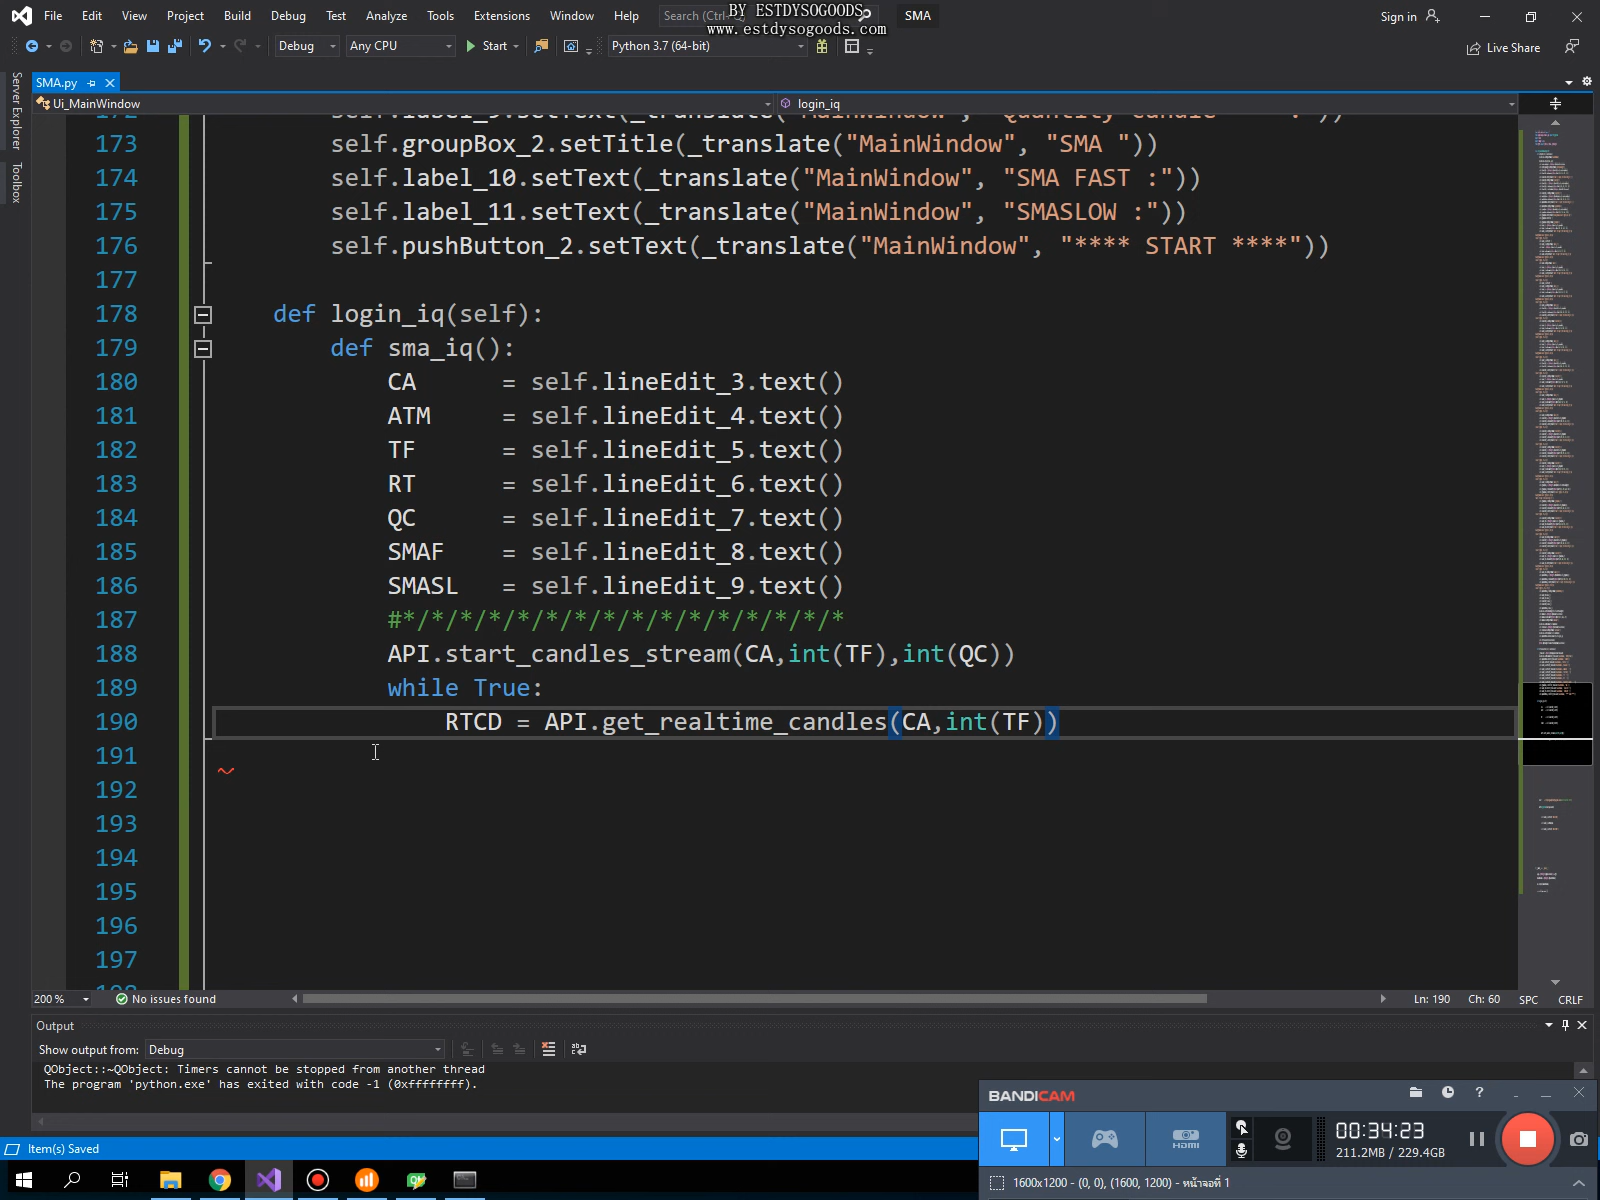 File Edit View Project Build Debug Test Analyze Tools Extensions Window Help Search (Ctrl- SMA Sign in
BY ESTDYSOGOODS
www.estdysogoods.com
Debug Any CPU Start Python 3.7 (64-bit) Live Share
SMA.py
Server Explorer
Toolbox
Ui_MainWindow login_iq
173 self.groupBox_2.setTitle(_translate("MainWindow", "SMA "))
174 self.label_10.setText(_translate("MainWindow", "SMA FAST :"))
175 self.label_11.setText(_translate("MainWindow", "SMASLOW :"))
176 self.pushButton_2.setText(_translate("MainWindow", "**** START ****"))
177
178 def login_iq(self):
179 def sma_iq():
180 CA = self.lineEdit_3.text()
181 ATM = self.lineEdit_4.text()
182 TF = self.lineEdit_5.text()
183 RT = self.lineEdit_6.text()
184 QC = self.lineEdit_7.text()
185 SMAF = self.lineEdit_8.text()
186 SMASL = self.lineEdit_9.text()
187 #*/*/*/*/*/*/*/*/*/*/*/*/*/*/*/*
188 API.start_candles_stream(CA,int(TF),int(QC))
189 while True:
190 RTCD = API.get_realtime_candles(CA,int(TF))
191
192
193
194
195
196
197
200 % No issues found Ln: 190 Ch: 60 SPC CRLF
Output
Show output from: Debug
QObject::~QObject: Timers cannot be stopped from another thread
The program 'python.exe' has exited with code -1 (0xffffffff).
Item(s) Saved
BANDICAM
HDMI
00:34:23
211.2MB / 229.4GB
1600x1200 - (0, 0), (1600, 1200) - หน้าจอที่ 1